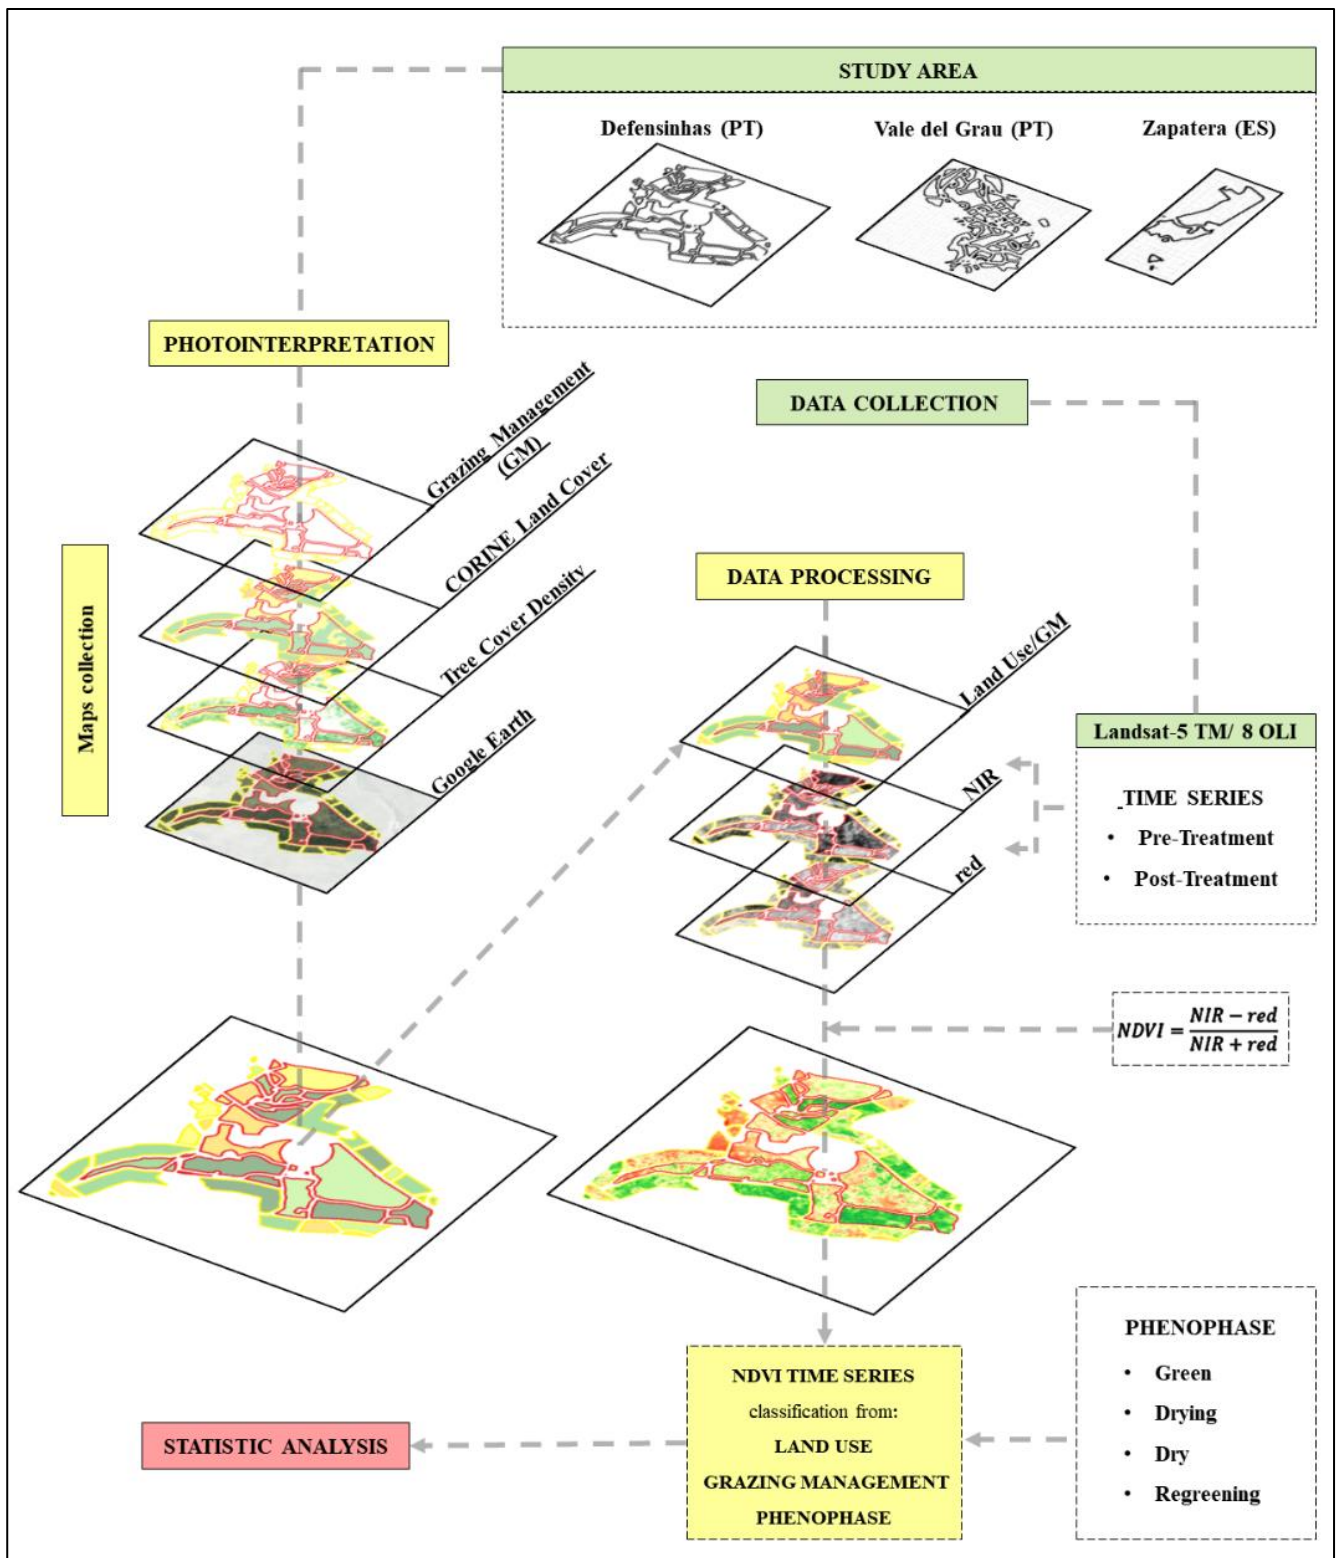 STUDY AREA
Defensinhas (PT)
Vale del Grau (PT)
Zapatera (ES)
PHOTOINTERPRETATION
DATA COLLECTION
Grazing Management
(GM)
CORINE Land Cover
Tree Cover Density
Google Earth
Maps collection
DATA PROCESSING
Land Use/GM
NIR
red
Landsat-5 TM/ 8 OLI
TIME SERIES
• Pre-Treatment
• Post-Treatment
NDVI = (NIR − red) / (NIR + red)
PHENOPHASE
• Green
• Drying
• Dry
• Regreening
NDVI TIME SERIES
classification from:
LAND USE
GRAZING MANAGEMENT
PHENOPHASE
STATISTIC ANALYSIS